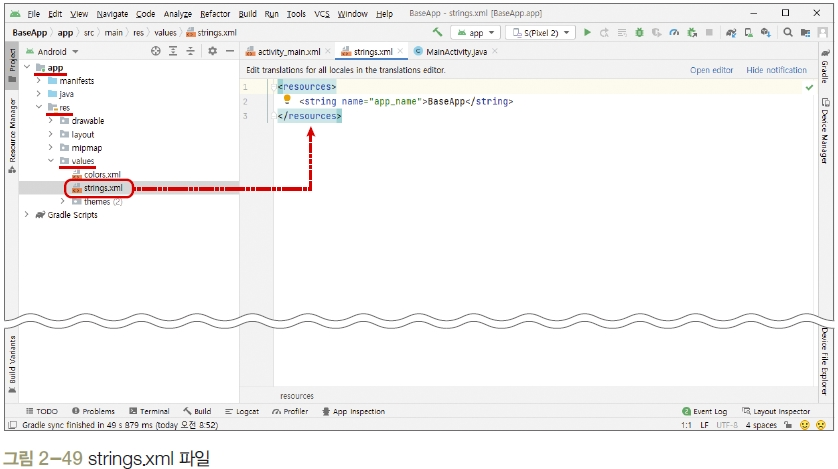 File Edit View Navigate Code Analyze Refactor Build Run Tools VCS Window Help BaseApp - strings.xml [BaseApp.app]
BaseApp app src main res values strings.xml app S(Pixel 2)
Project
Resource Manager
Build Variants
Android
app
manifests
java
res
drawable
layout
mipmap
values
colors.xml
strings.xml
themes (2)
Gradle Scripts
activity_main.xml strings.xml MainActivity.java
Edit translations for all locales in the translations editor. Open editor Hide notification
1 <resources>
2 <string name="app_name">BaseApp</string>
3 </resources>
Gradle
Device Manager
Device File Explorer
resources
TODO Problems Terminal Build Logcat Profiler App Inspection Event Log Layout Inspector
Gradle sync finished in 49 s 879 ms (today 오전 8:52) 1:1 LF UTF-8 4 spaces
그림 2-49 strings.xml 파일